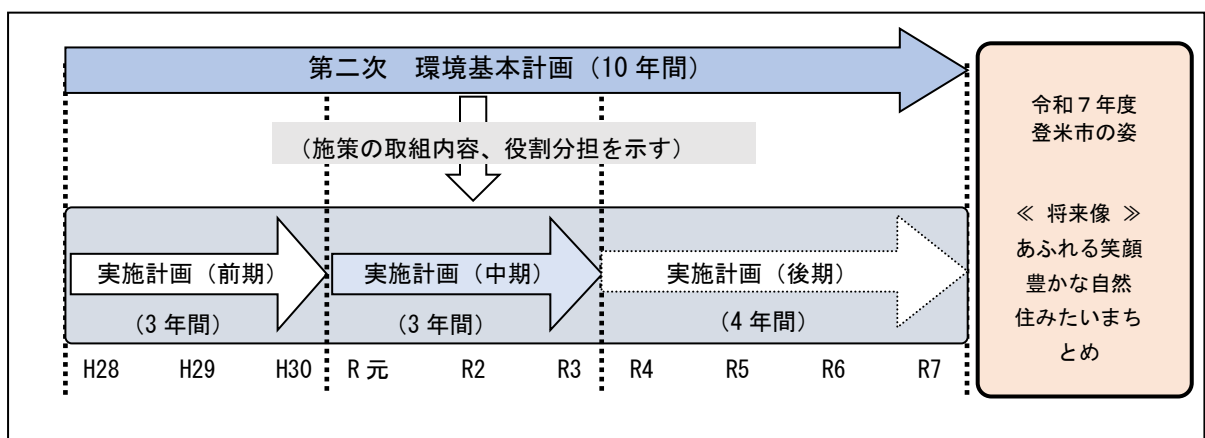 第二次　環境基本計画（10 年間）
（施策の取組内容、役割分担を示す）
実施計画（前期）
（3 年間）
実施計画（中期）
（3 年間）
実施計画（後期）
（4 年間）
H28 H29 H30 R 元 R2 R3 R4 R5 R6 R7
令和７年度
登米市の姿
≪ 将来像 ≫
あふれる笑顔
豊かな自然
住みたいまち
とめ